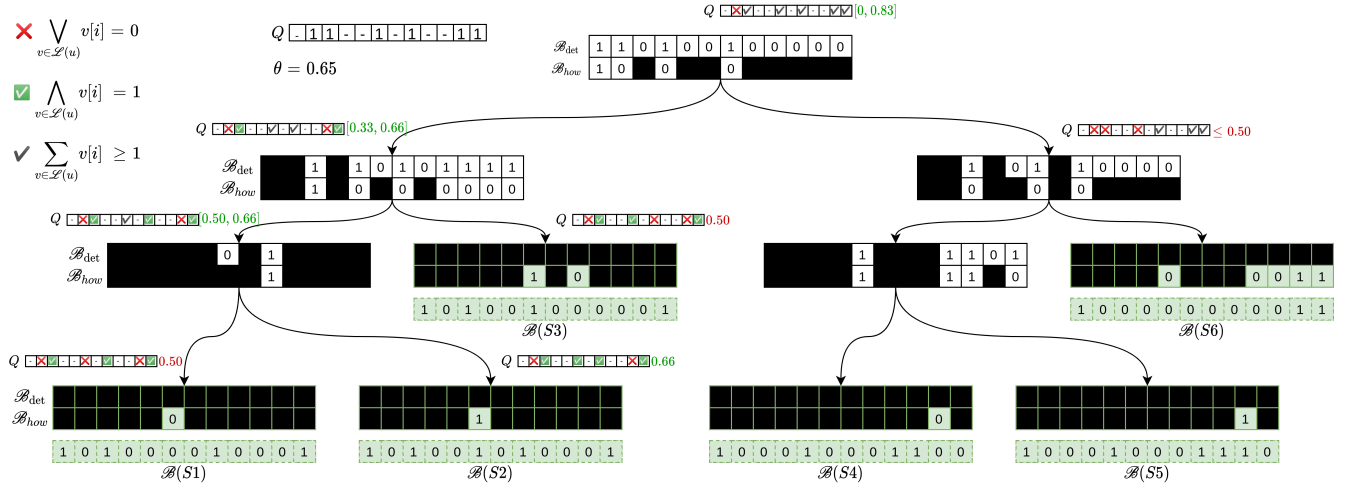 ❌ ⋁ v∈ℒ(u) v[i] = 0
✅ ⋀ v∈ℒ(u) v[i] = 1
✔ ∑ v∈ℒ(u) v[i] ≥ 1
Q - 1 1 - - 1 - 1 - - 1 1
θ = 0.65
Q - ❌ ✔ - - ✔ - ✔ - - ✔ ✔ [0, 0.83]
ℬdet 1 1 0 1 0 0 1 0 0 0 0 0
ℬhow 1 0 0 0
Q - ❌ ✅ - - ✔ - ✔ - - ❌ ✅ [0.33, 0.66]
ℬdet 1 1 0 1 0 1 1 1 1
ℬhow 1 0 0 0 0 0 0
Q - ❌ ❌ - - ❌ - ✔ - - ✔ ✔ ≤ 0.50
1 0 1 1 0 0 0 0
0 0 0
Q - ❌ ✅ - - ✔ - ✅ - - ❌ ✅ [0.50, 0.66]
ℬdet 0 1
ℬhow 1
Q - ❌ ✅ - - ✅ - ❌ - - ❌ ✅ 0.50
1 0
1 0 1 0 0 1 0 0 0 0 0 1
ℬ(S3)
1 1 1 0 1
1 1 1 0
0 0 0 1 1
1 0 0 0 0 0 0 0 0 0 1 1
ℬ(S6)
Q - ❌ ✅ - - ❌ - ✅ - - ❌ ✅ 0.50
ℬdet
ℬhow 0
1 0 1 0 0 0 0 1 0 0 0 1
ℬ(S1)
Q - ❌ ✅ - - ✅ - ✅ - - ❌ ✅ 0.66
1
1 0 1 0 0 1 0 1 0 0 0 1
ℬ(S2)
0
1 0 0 0 1 0 0 0 1 1 0 0
ℬ(S4)
1
1 0 0 0 1 0 0 0 1 1 1 0
ℬ(S5)